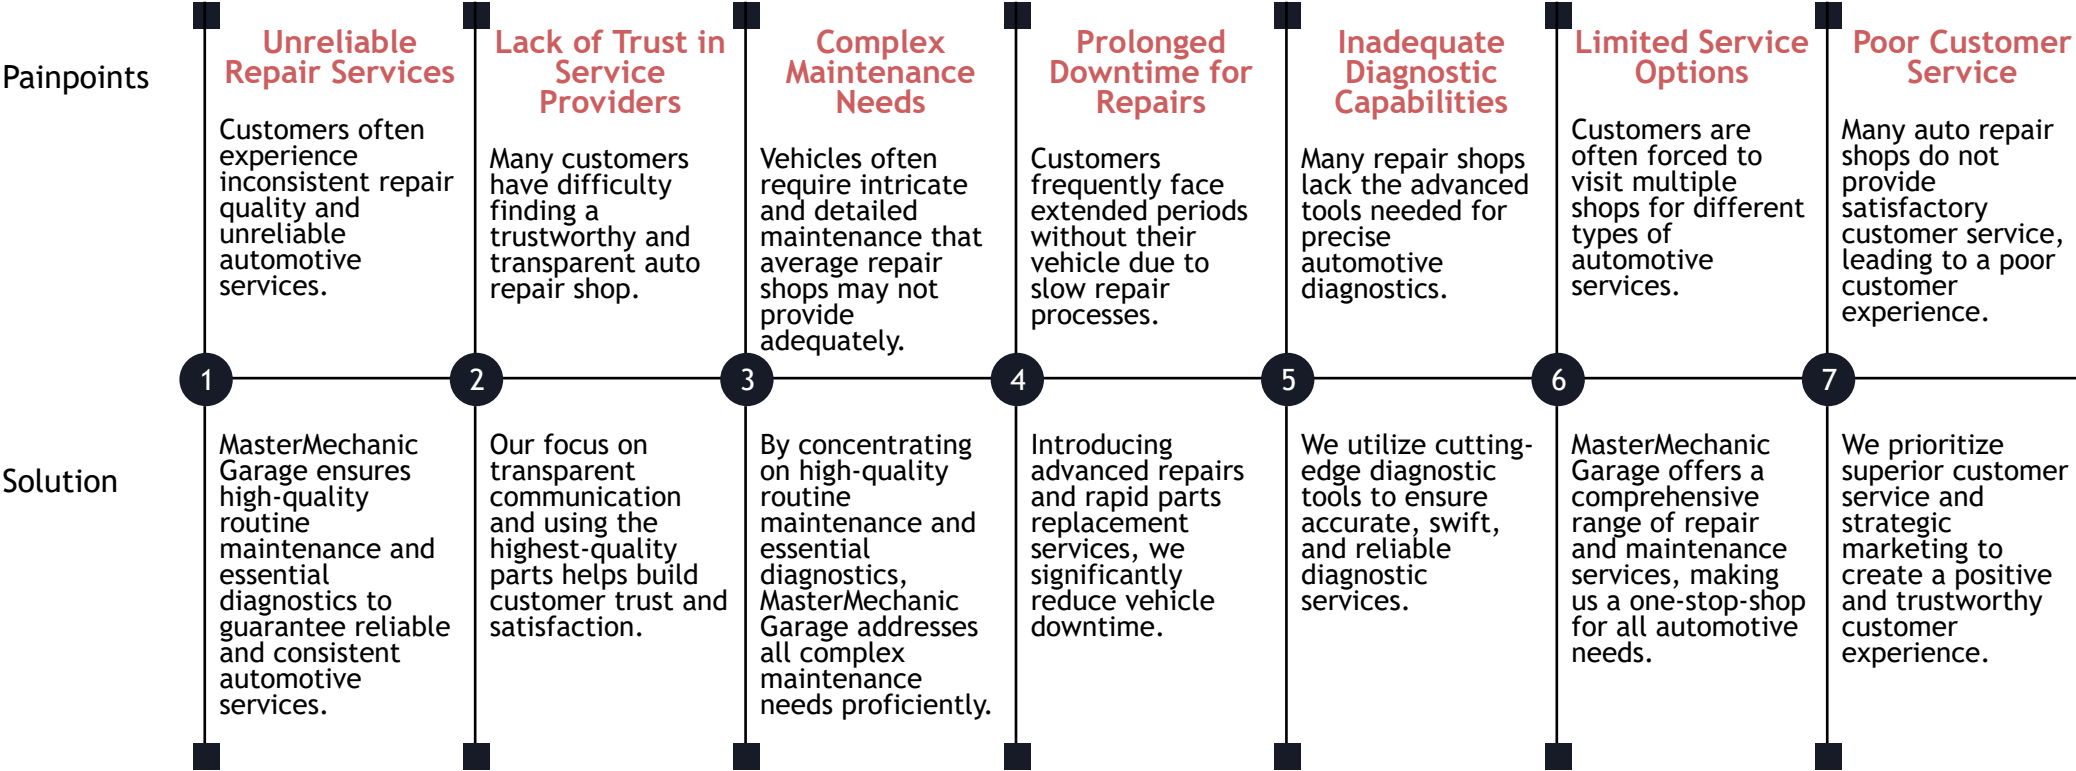 Painpoints
Unreliable
Repair Services
Customers often
experience
inconsistent repair
quality and
unreliable
automotive
services.
Lack of Trust in
Service
Providers
Many customers
have difficulty
finding a
trustworthy and
transparent auto
repair shop.
Complex
Maintenance
Needs
Vehicles often
require intricate
and detailed
maintenance that
average repair
shops may not
provide
adequately.
Prolonged
Downtime for
Repairs
Customers
frequently face
extended periods
without their
vehicle due to
slow repair
processes.
Inadequate
Diagnostic
Capabilities
Many repair shops
lack the advanced
tools needed for
precise
automotive
diagnostics.
Limited Service
Options
Customers are
often forced to
visit multiple
shops for different
types of
automotive
services.
Poor Customer
Service
Many auto repair
shops do not
provide
satisfactory
customer service,
leading to a poor
customer
experience.
1
2
3
4
5
6
7
Solution
MasterMechanic
Garage ensures
high-quality
routine
maintenance and
essential
diagnostics to
guarantee reliable
and consistent
automotive
services.
Our focus on
transparent
communication
and using the
highest-quality
parts helps build
customer trust and
satisfaction.
By concentrating
on high-quality
routine
maintenance and
essential
diagnostics,
MasterMechanic
Garage addresses
all complex
maintenance
needs proficiently.
Introducing
advanced repairs
and rapid parts
replacement
services, we
significantly
reduce vehicle
downtime.
We utilize cutting-
edge diagnostic
tools to ensure
accurate, swift,
and reliable
diagnostic
services.
MasterMechanic
Garage offers a
comprehensive
range of repair
and maintenance
services, making
us a one-stop-shop
for all automotive
needs.
We prioritize
superior customer
service and
strategic
marketing to
create a positive
and trustworthy
customer
experience.